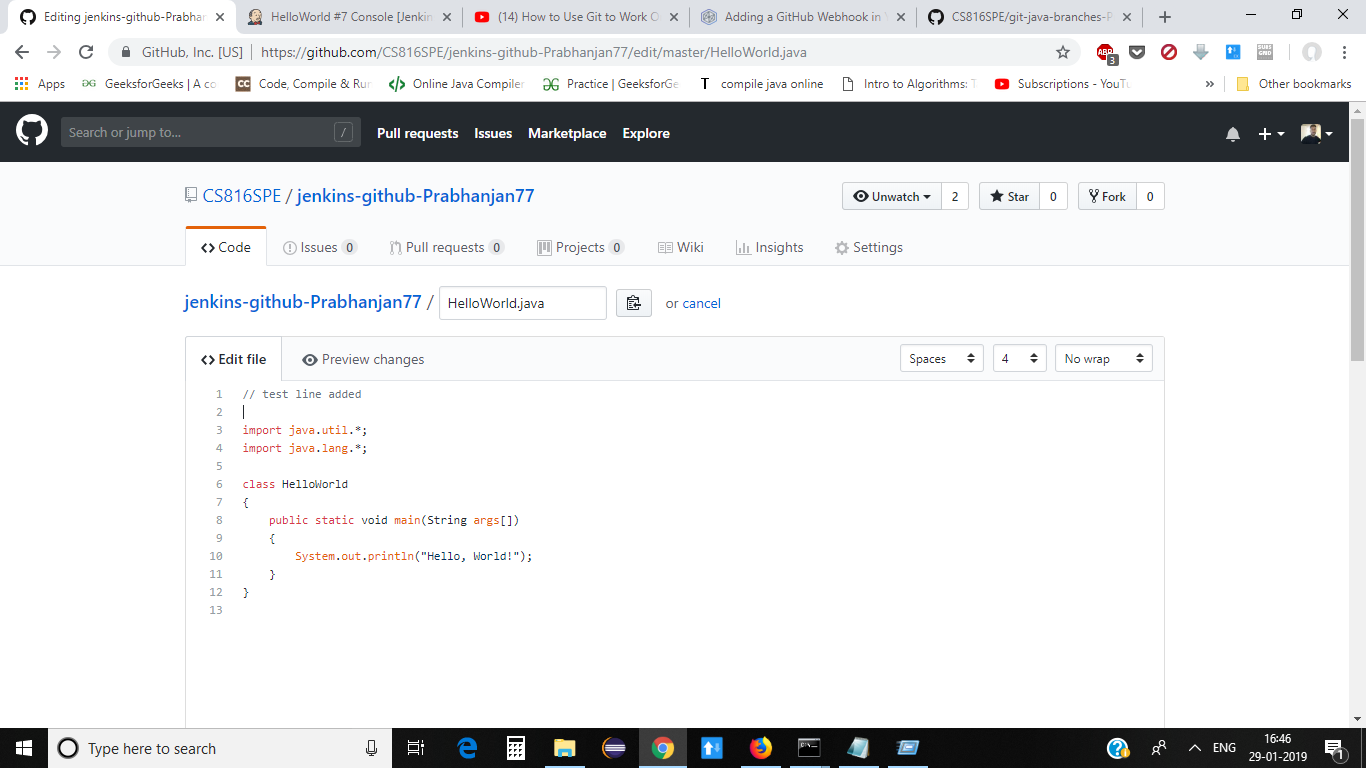 Editing jenkins-github-Prabhan
HelloWorld #7 Console [Jenkin
(14) How to Use Git to Work O
Adding a GitHub Webhook in
CS816SPE/git-java-branches-P
GitHub, Inc. [US] | https://github.com/CS816SPE/jenkins-github-Prabhanjan77/edit/master/HelloWorld.java
ABP 3
Apps
GeeksforGeeks | A co
CC Code, Compile & Run
Online Java Compiler
Practice | GeeksforGe
T compile java online
Intro to Algorithms:
Subscriptions - YouTu
»
Other bookmarks
Search or jump to... /
Pull requests Issues Marketplace Explore
CS816SPE / jenkins-github-Prabhanjan77
Unwatch 2 Star 0 Fork 0
Code Issues 0 Pull requests 0 Projects 0 Wiki Insights Settings
jenkins-github-Prabhanjan77 / HelloWorld.java or cancel
Edit file Preview changes Spaces 4 No wrap
1 // test line added
2
3 import java.util.*;
4 import java.lang.*;
5
6 class HelloWorld
7 {
8 public static void main(String args[])
9 {
10 System.out.println("Hello, World!");
11 }
12 }
13
Type here to search
ENG
16:46
29-01-2019
1